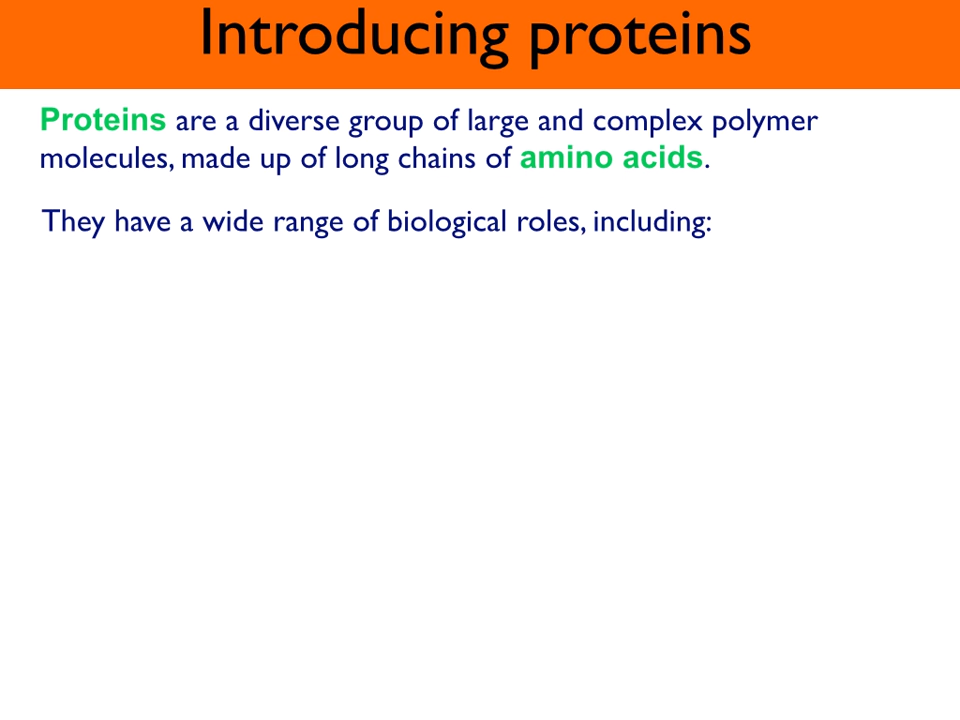 Introducing proteins
Proteins are a diverse group of large and complex polymer
molecules, made up of long chains of amino acids.
They have a wide range of biological roles, including: